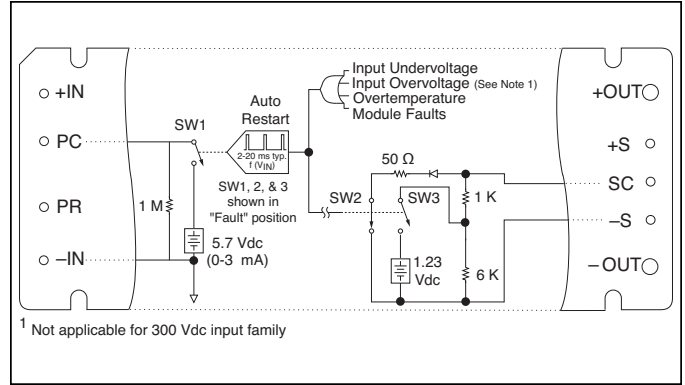 +IN
PC
PR
–IN
1 M
SW1
5.7 Vdc
(0-3 mA)
Auto
Restart
2-20 ms typ.
f (VIN)
SW1, 2, & 3
shown in
"Fault" position
Input Undervoltage
Input Overvoltage (See Note 1)
Overtemperature
Module Faults
50 Ω
SW2
SW3
1 K
1.23
Vdc
6 K
+OUT
+S
SC
–S
–OUT
1 Not applicable for 300 Vdc input family